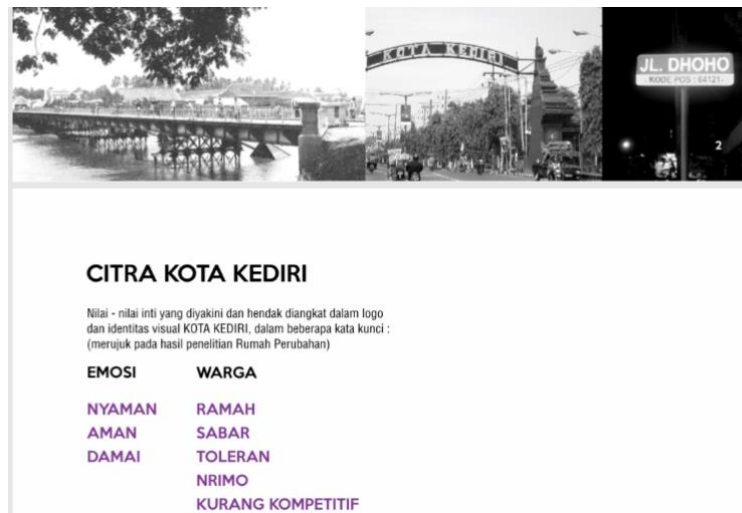 KOTA KEDIRI
JL. DHOHO
KODE POS : 64121
2
CITRA KOTA KEDIRI
Nilai - nilai inti yang diyakini dan hendak diangkat dalam logo
dan identitas visual KOTA KEDIRI, dalam beberapa kata kunci :
(merujuk pada hasil penelitian Rumah Perubahan)
EMOSI WARGA
NYAMAN RAMAH
AMAN SABAR
DAMAI TOLERAN
NRIMO
KURANG KOMPETITIF